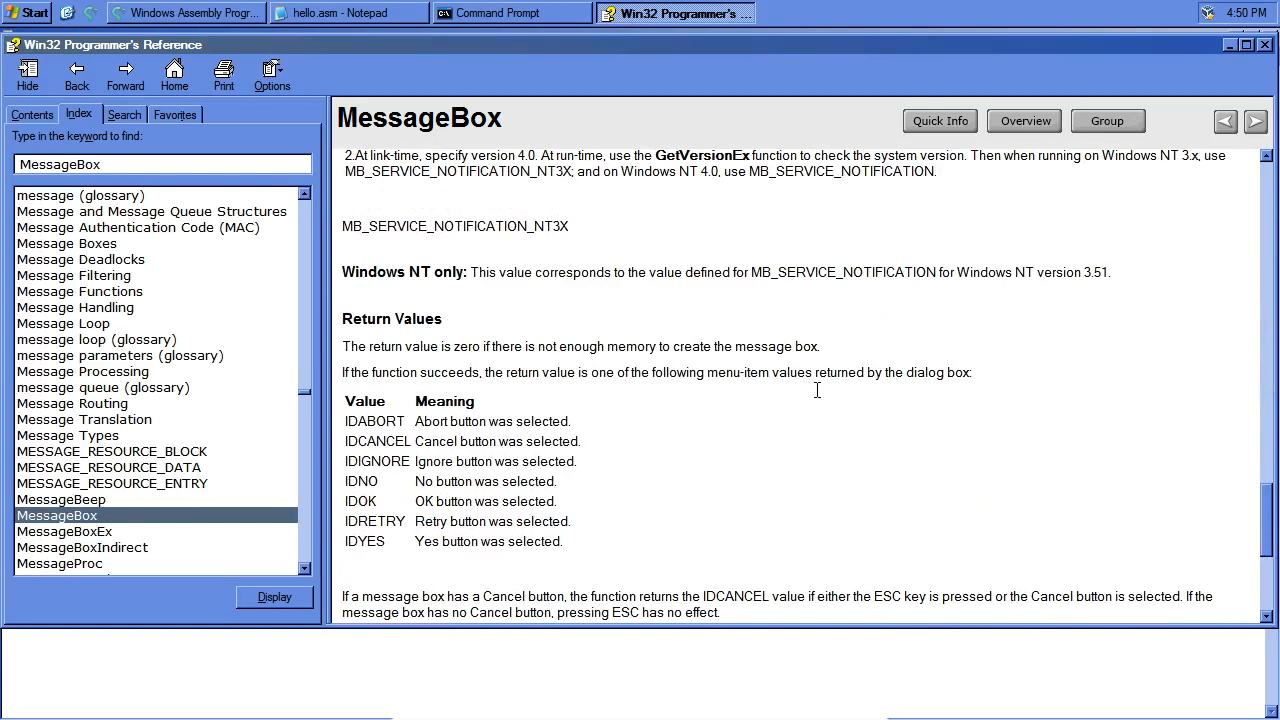 Start
Windows Assembly Progr...
hello.asm - Notepad
Command Prompt
Win32 Programmer's ...
4:50 PM
Win32 Programmer's Reference
Hide
Back
Forward
Home
Print
Options
Contents
Index
Search
Favorites
Type in the keyword to find:
MessageBox
message (glossary)
Message and Message Queue Structures
Message Authentication Code (MAC)
Message Boxes
Message Deadlocks
Message Filtering
Message Functions
Message Handling
Message Loop
message loop (glossary)
message parameters (glossary)
Message Processing
message queue (glossary)
Message Routing
Message Translation
Message Types
MESSAGE_RESOURCE_BLOCK
MESSAGE_RESOURCE_DATA
MESSAGE_RESOURCE_ENTRY
MessageBeep
MessageBox
MessageBoxEx
MessageBoxIndirect
MessageProc
Display
MessageBox
Quick Info
Overview
Group
2.At link-time, specify version 4.0. At run-time, use the GetVersionEx function to check the system version. Then when running on Windows NT 3.x, use
MB_SERVICE_NOTIFICATION_NT3X; and on Windows NT 4.0, use MB_SERVICE_NOTIFICATION.
MB_SERVICE_NOTIFICATION_NT3X
Windows NT only: This value corresponds to the value defined for MB_SERVICE_NOTIFICATION for Windows NT version 3.51.
Return Values
The return value is zero if there is not enough memory to create the message box.
If the function succeeds, the return value is one of the following menu-item values returned by the dialog box:
Value Meaning
IDABORT Abort button was selected.
IDCANCEL Cancel button was selected.
IDIGNORE Ignore button was selected.
IDNO No button was selected.
IDOK OK button was selected.
IDRETRY Retry button was selected.
IDYES Yes button was selected.
If a message box has a Cancel button, the function returns the IDCANCEL value if either the ESC key is pressed or the Cancel button is selected. If the
message box has no Cancel button, pressing ESC has no effect.